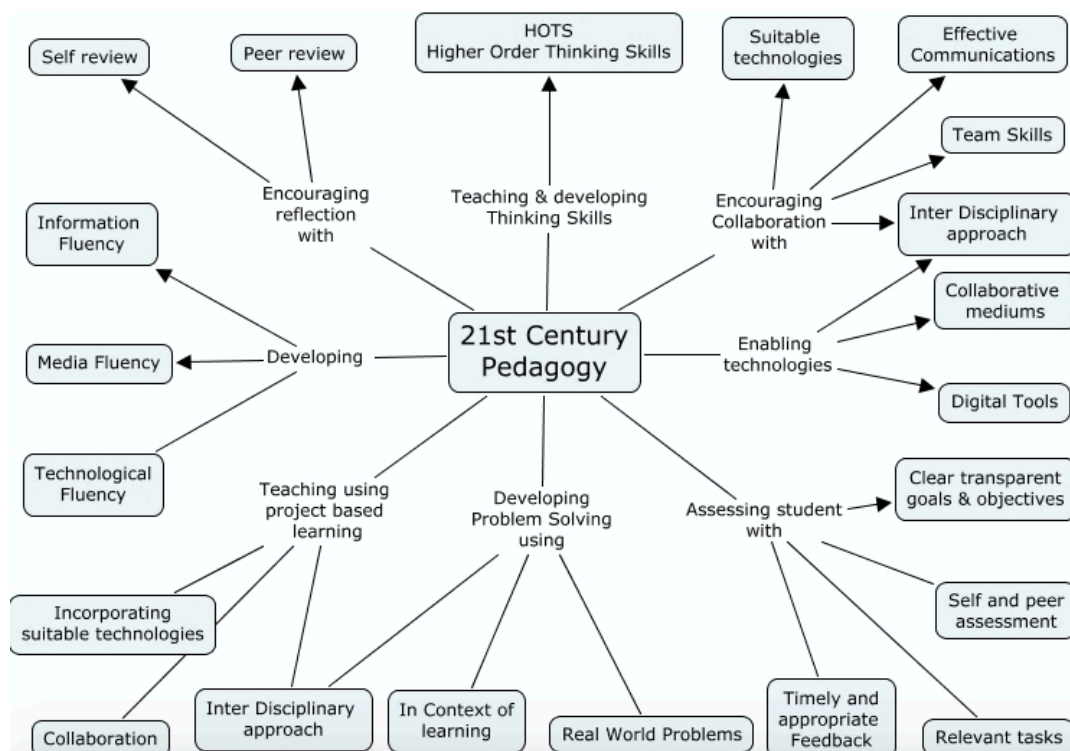 Self review
Peer review
HOTS
Higher Order Thinking Skills
Suitable
technologies
Effective
Communications
Team Skills
Encouraging
reflection
with
Teaching & developing
Thinking Skills
Encouraging
Collaboration
with
Information
Fluency
Inter Disciplinary
approach
Collaborative
mediums
21st Century
Pedagogy
Media Fluency
Developing
Enabling
technologies
Digital Tools
Technological
Fluency
Teaching using
project based
learning
Developing
Problem Solving
using
Assessing student
with
Clear transparent
goals & objectives
Incorporating
suitable technologies
Self and peer
assessment
Collaboration
Inter Disciplinary
approach
In Context of
learning
Real World Problems
Timely and
appropriate
Feedback
Relevant tasks